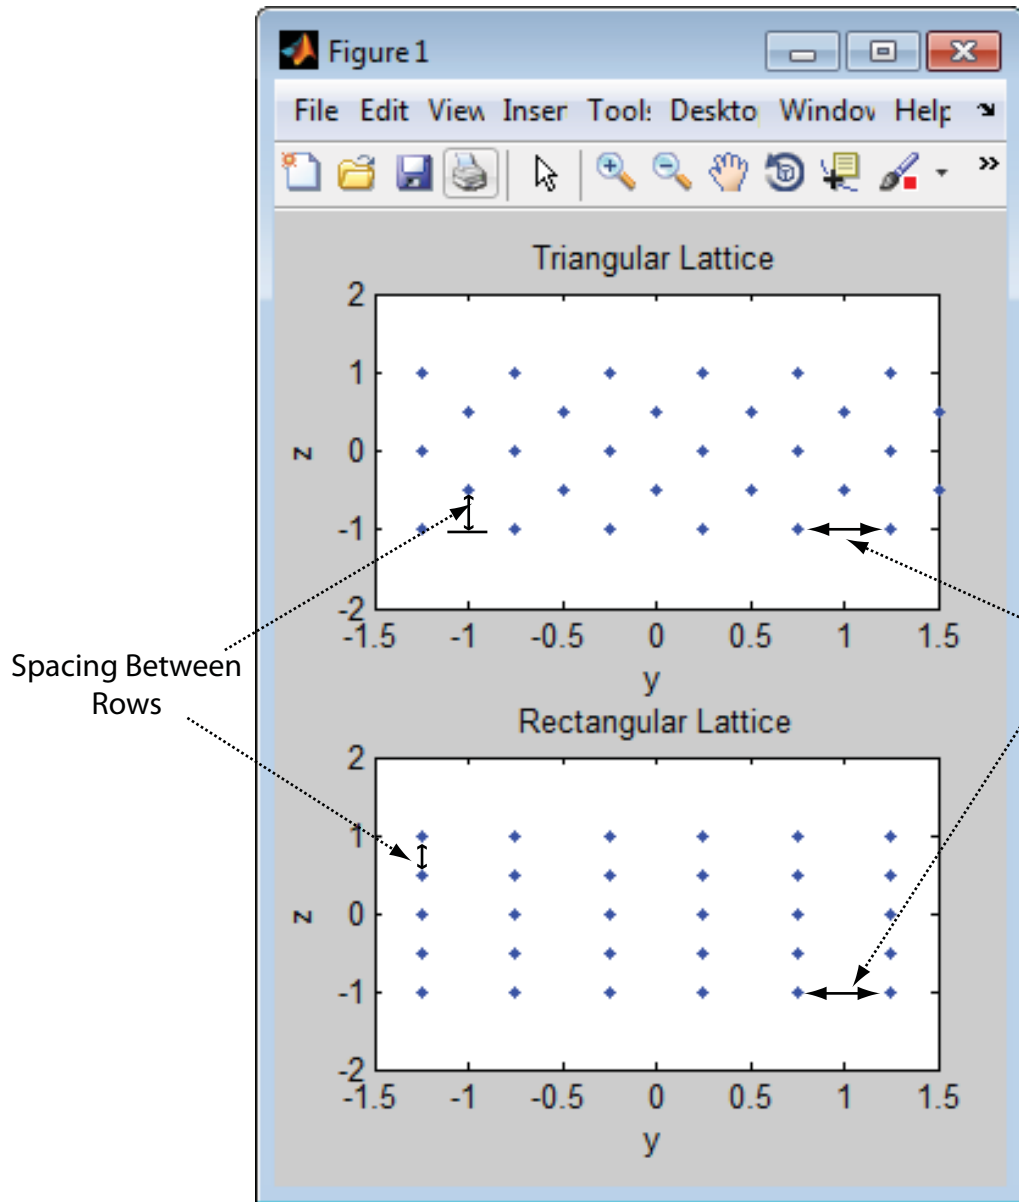 Figure 1
File Edit View Inser Tool: Deskto Window Help
Triangular Lattice
2
1
0
-1
-2
z
-1.5 -1 -0.5 0 0.5 1 1.5
y
Spacing Between
Rows
Rectangular Lattice
2
1
0
-1
-2
z
-1.5 -1 -0.5 0 0.5 1 1.5
y